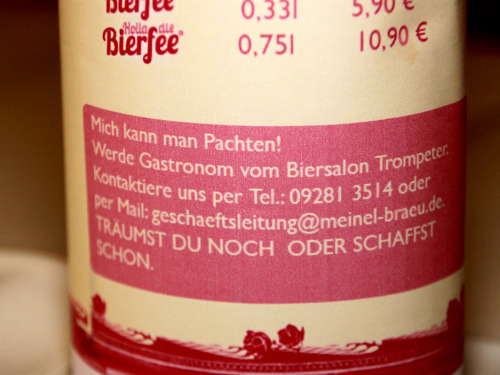 Bierfee 0,33l 5,90 €
Holla die
Bierfee® 0,75l 10,90 €
Mich kann man Pachten!
Werde Gastronom vom Biersalon Trompeter.
Kontaktiere uns per Tel.: 09281 3514 oder
per Mail: geschaeftsleitung@meinel-braeu.de.
TRÄUMST DU NOCH ODER SCHAFFST
SCHON.